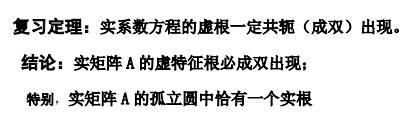 复习定理：实系数方程的虚根一定共轭（成双）出现。
结论：实矩阵 A 的虚特征根必成双出现；
特别，实矩阵 A 的孤立圆中恰有一个实根